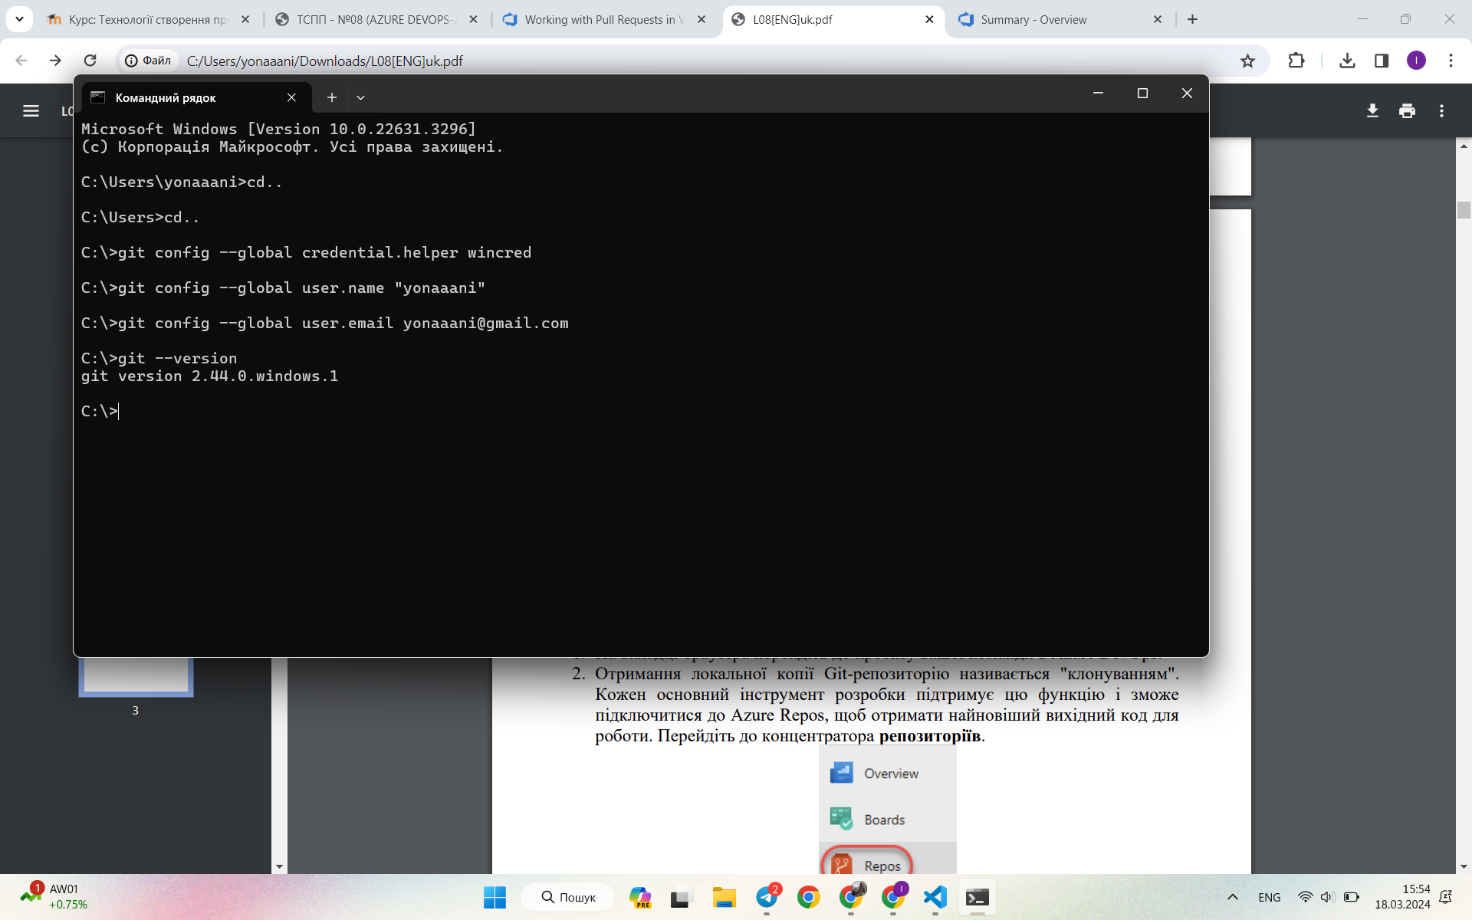 Курс: Технології створення пр
ТСПП - №08 (AZURE DEVOPS-
Working with Pull Requests in V
L08[ENG]uk.pdf
Summary - Overview
Файл
C:/Users/yonaaani/Downloads/L08[ENG]uk.pdf
I
Командний рядок
Microsoft Windows [Version 10.0.22631.3296]
(c) Корпорація Майкрософт. Усі права захищені.
C:\Users\yonaaani>cd..
C:\Users>cd..
C:\>git config --global credential.helper wincred
C:\>git config --global user.name "yonaaani"
C:\>git config --global user.email yonaaani@gmail.com
C:\>git --version
git version 2.44.0.windows.1
C:\>
3
2. Отримання локальної копії Git-репозиторію називається "клонуванням".
Кожен основний інструмент розробки підтримує цю функцію і зможе
підключитися до Azure Repos, щоб отримати найновіший вихідний код для
роботи. Перейдіть до концентратора репозиторіїв.
Overview
Boards
Repos
1
AW01
+0.75%
Пошук
PRE
2
I
ENG
15:54
18.03.2024